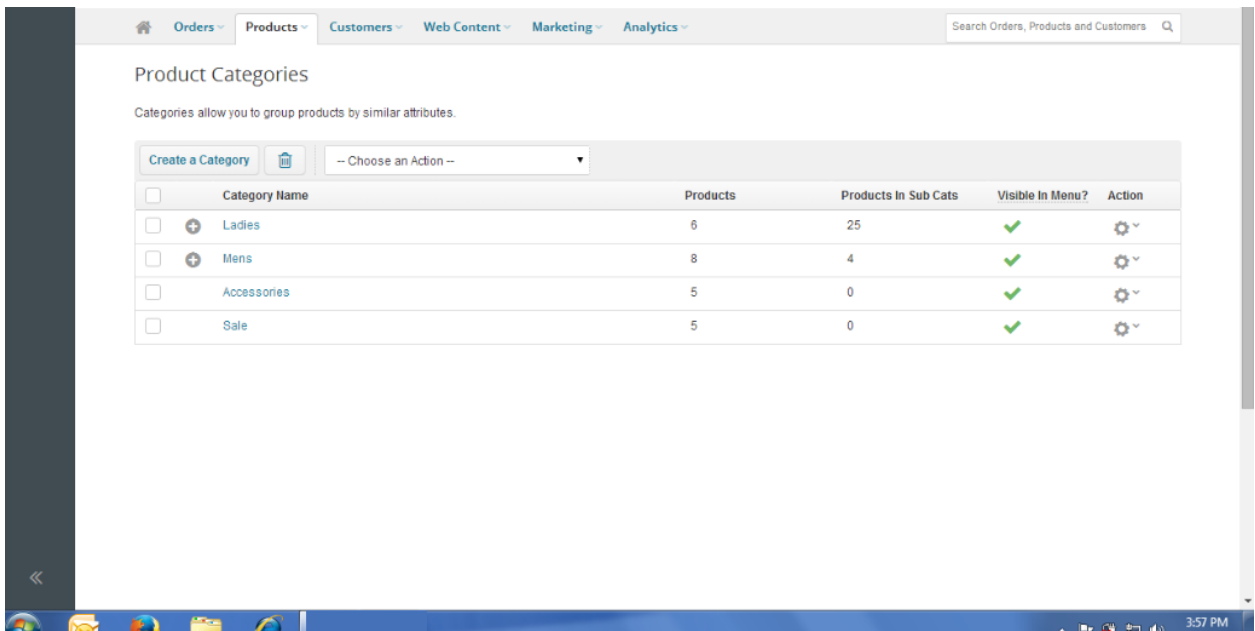 Orders Products Customers Web Content Marketing Analytics Search Orders, Products and Customers
Product Categories
Categories allow you to group products by similar attributes.
Create a Category -- Choose an Action --
Category Name Products Products In Sub Cats Visible In Menu? Action
Ladies 6 25
Mens 8 4
Accessories 5 0
Sale 5 0
3:57 PM